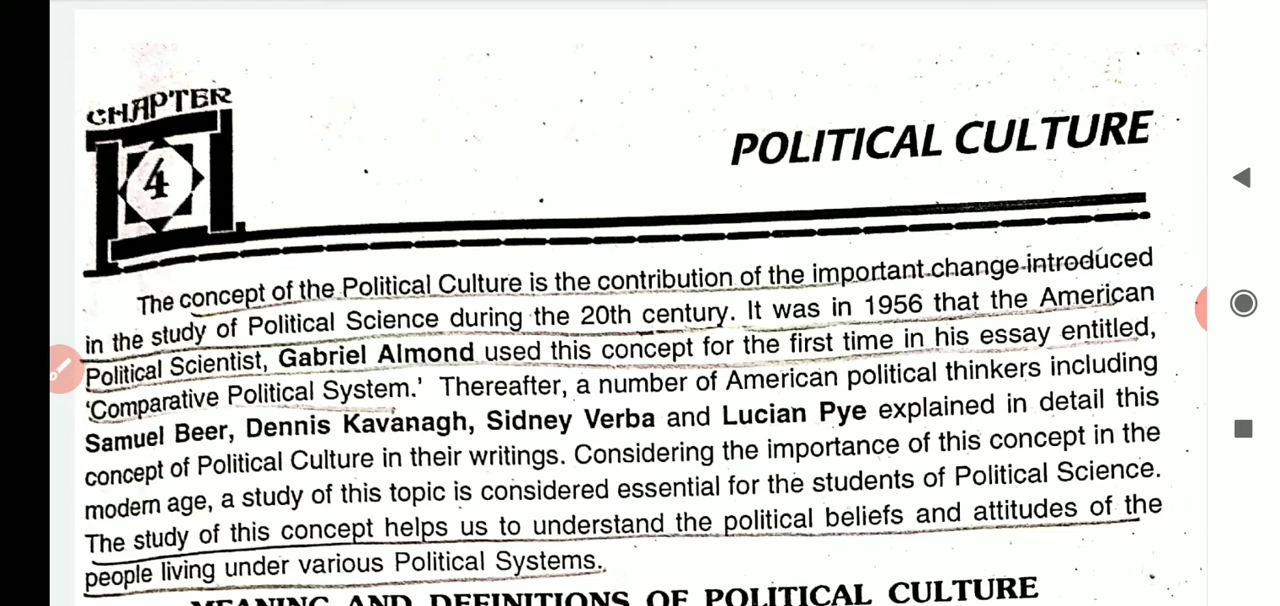 CHAPTER
4
POLITICAL CULTURE
The concept of the Political Culture is the contribution of the important change introduced
in the study of Political Science during the 20th century. It was in 1956 that the American
Political Scientist, Gabriel Almond used this concept for the first time in his essay entitled,
'Comparative Political System.' Thereafter, a number of American political thinkers including
Samuel Beer, Dennis Kavanagh, Sidney Verba and Lucian Pye explained in detail this
concept of Political Culture in their writings. Considering the importance of this concept in the
modern age, a study of this topic is considered essential for the students of Political Science.
The study of this concept helps us to understand the political beliefs and attitudes of the
people living under various Political Systems.
MEANING AND DEFINITIONS OF POLITICAL CULTURE